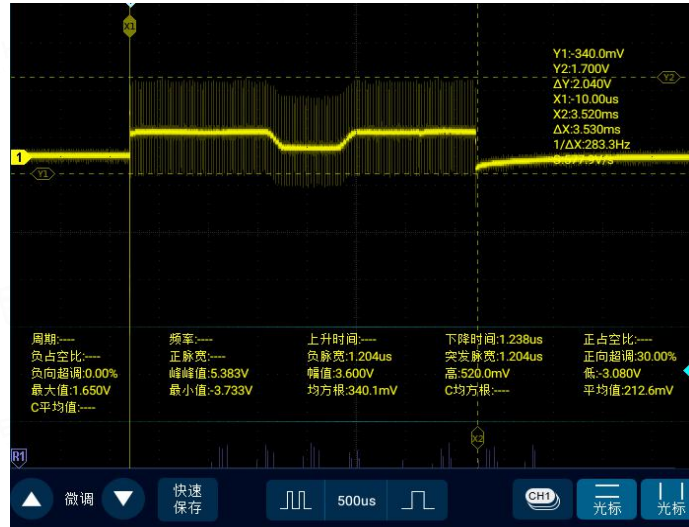 X1
Y1:-340.0mV
Y2:1.700V
Y2
ΔY:2.040V
X1:-10.00us
X2:3.520ms
ΔX:3.530ms
1/ΔX:283.3Hz
S:577.9V/s
1
Y1
周期:---- 频率:---- 上升时间:---- 下降时间:1.238us 正占空比:----
负占空比:---- 正脉宽:---- 负脉宽:1.204us 突发脉宽:1.204us 正向超调:30.00%
负向超调:0.00% 峰峰值:5.383V 幅值:3.600V 高:520.0mV 低:-3.080V
最大值:1.650V 最小值:-3.733V 均方根:340.1mV C均方根:---- 平均值:212.6mV
C平均值:----
X2
R1
微调 快速保存 500us CH1 光标 光标